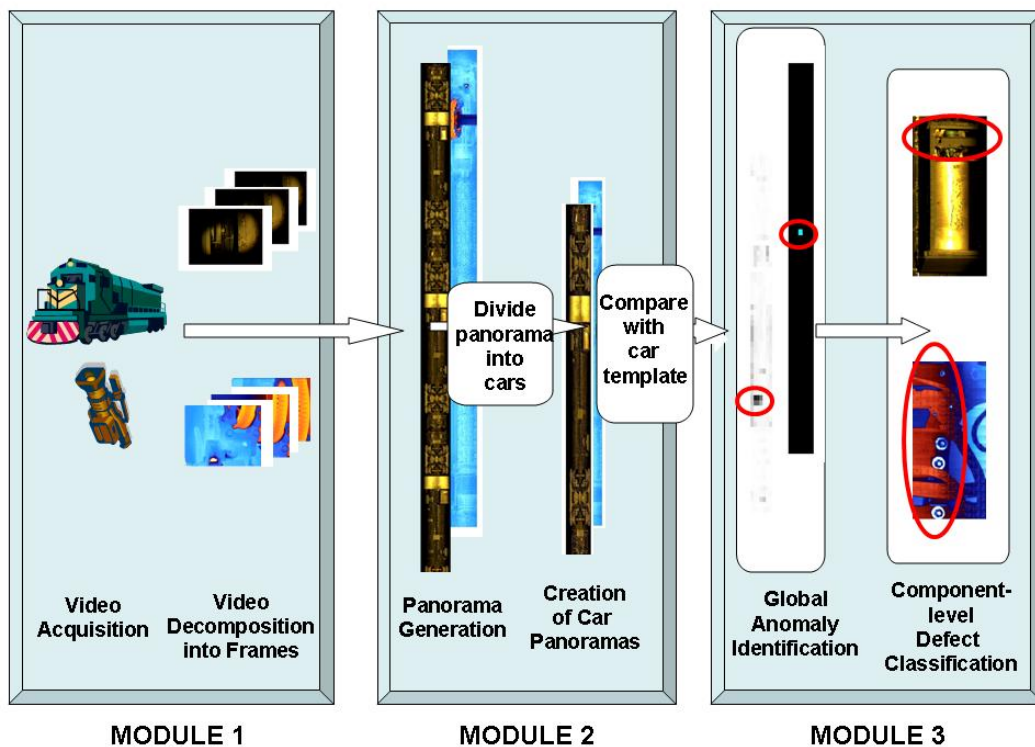 Divide
panorama
into
cars
Compare
with
car
template
Video
Acquisition
Video
Decomposition
into Frames
Panorama
Generation
Creation
of Car
Panoramas
Global
Anomaly
Identification
Component-
level
Defect
Classification
MODULE 1
MODULE 2
MODULE 3